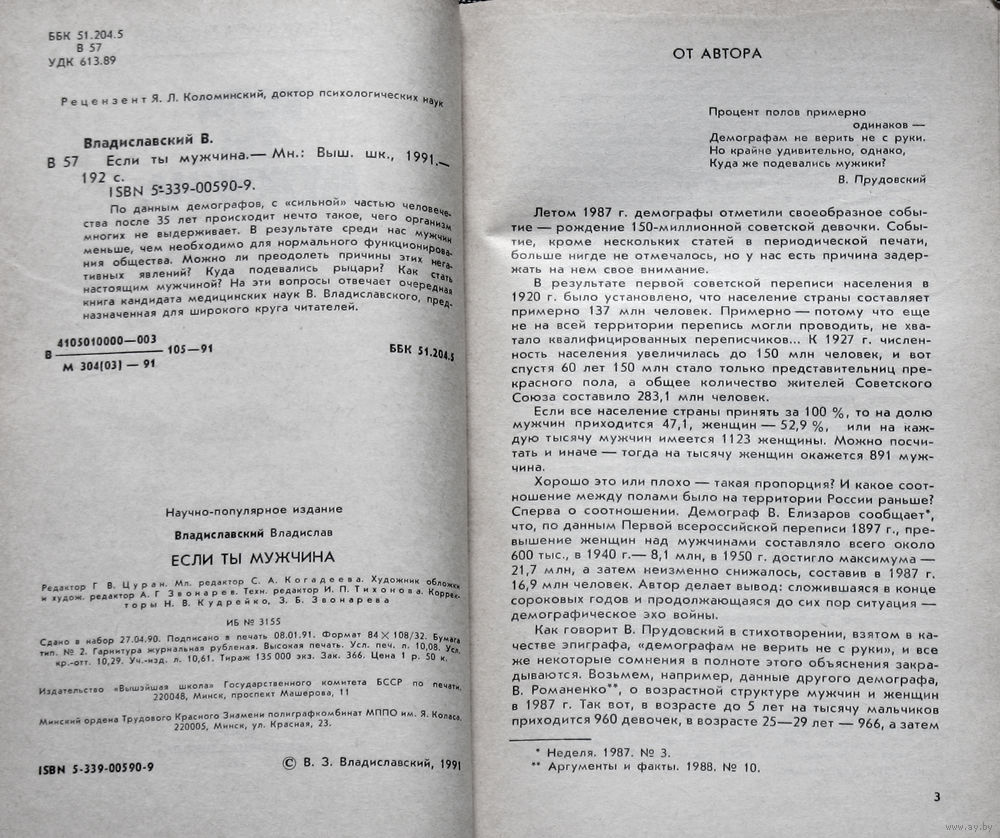 ББК 51.204.5
В 57
УДК 613.89
Рецензент Я. Л. Коломинский, доктор психологических наук
Владиславский В.
В 57 Если ты мужчина.— Мн.: Выш. шк., 1991.—
192 с.
ISBN 5-339-00590-9.
По данным демографов, с «сильной» частью человече-
ства после 35 лет происходит нечто такое, чего организм
многих не выдерживает. В результате среди нас мужчин
меньше, чем необходимо для нормального функционирова-
ния общества. Можно ли преодолеть причины этих нега-
тивных явлений? Куда подевались рыцари? Как стать
настоящим мужчиной? На эти вопросы отвечает очередная
книга кандидата медицинских наук В. Владиславского, пред-
назначенная для широкого круга читателей.
В 4105010000—003
М 304(03) — 91 105—91
ББК 51.204.5
Научно-популярное издание
Владиславский Владислав
ЕСЛИ ТЫ МУЖЧИНА
Редактор Г. В. Цуран. Мл. редактор С. А. Когадеева. Художник обложки
и худож. редактор А. Г. Звонарев. Техн. редактор И. П. Тихонова. Коррек-
торы Н. В. Кудрейко, З. Б. Звонарева
ИБ № 3155
Сдано в набор 27.04.90. Подписано в печать 08.01.91. Формат 84 × 108/32. Бумага
тип. № 2. Гарнитура журнальная рубленая. Высокая печать. Усл. печ. л. 10,08. Усл.
кр.-отт. 10,29. Уч.-изд. л. 10,61. Тираж 135 000 экз. Зак. 366. Цена 1 р. 50 к.
Издательство «Вышэйшая школа» Государственного комитета БССР по печати.
220048, Минск, проспект Машерова, 11
Минский ордена Трудового Красного Знамени полиграфкомбинат МППО им. Я. Коласа.
220005, Минск, ул. Красная, 23.
ISBN 5-339-00590-9
© В. З. Владиславский, 1991
ОТ АВТОРА
Процент полов примерно
одинаков —
Демографам не верить не с руки.
Но крайне удивительно, однако,
Куда же подевались мужики?
В. Прудовский
Летом 1987 г. демографы отметили своеобразное собы-
тие — рождение 150-миллионной советской девочки. Собы-
тие, кроме нескольких статей в периодической печати,
больше нигде не отмечалось, но у нас есть причина задер-
жать на нем свое внимание.
В результате первой советской переписи населения в
1920 г. было установлено, что население страны составляет
примерно 137 млн человек. Примерно — потому что еще
не на всей территории перепись могли проводить, не хва-
тало квалифицированных переписчиков... К 1927 г. числен-
ность населения увеличилась до 150 млн человек, и вот
спустя 60 лет 150 млн стало только представительниц пре-
красного пола, а общее количество жителей Советского
Союза составило 283,1 млн человек.
Если все население страны принять за 100 %, то на долю
мужчин приходится 47,1, женщин — 52,9 %, или на каж-
дую тысячу мужчин имеется 1123 женщины. Можно посчи-
тать и иначе — тогда на тысячу женщин окажется 891 муж-
чина.
Хорошо это или плохо — такая пропорция? И какое соот-
ношение между полами было на территории России раньше?
Сперва о соотношении. Демограф В. Елизаров сообщает*,
что, по данным Первой всероссийской переписи 1897 г., пре-
вышение женщин над мужчинами составляло всего около
600 тыс., в 1940 г.— 8,1 млн, в 1950 г. достигло максимума —
21,7 млн, а затем неизменно снижалось, составив в 1987 г.
16,9 млн человек. Автор делает вывод: сложившаяся в конце
сороковых годов и продолжающаяся до сих пор ситуация —
демографическое эхо войны.
Как говорит В. Прудовский в стихотворении, взятом в ка-
честве эпиграфа, «демографам не верить не с руки», и все
же некоторые сомнения в полноте этого объяснения закра-
дываются. Возьмем, например, данные другого демографа,
В. Романенко**, о возрастной структуре мужчин и женщин
в 1987 г. Так вот, в возрасте до 5 лет на тысячу мальчиков
приходится 960 девочек, в возрасте 25—29 лет — 966, а затем
* Неделя. 1987. № 3.
** Аргументы и факты. 1988. № 10.
3
www.ay.by